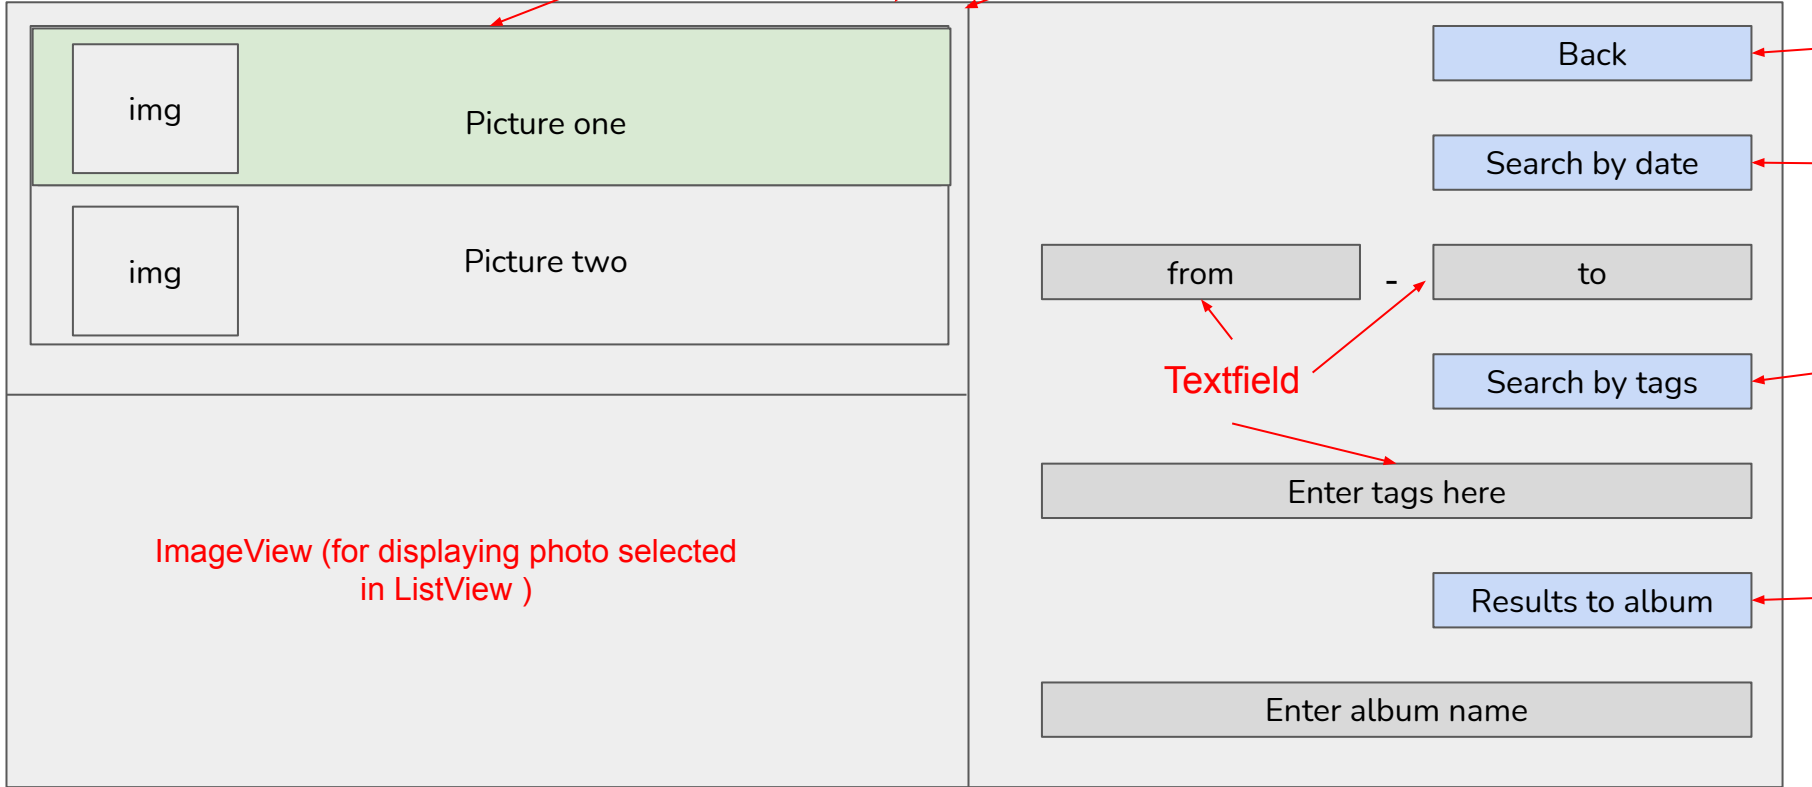 img
Picture one
img
Picture two
ImageView (for displaying photo selected
in ListView )
Back
Search by date
from
-
to
Textfield
Search by tags
Enter tags here
Results to album
Enter album name